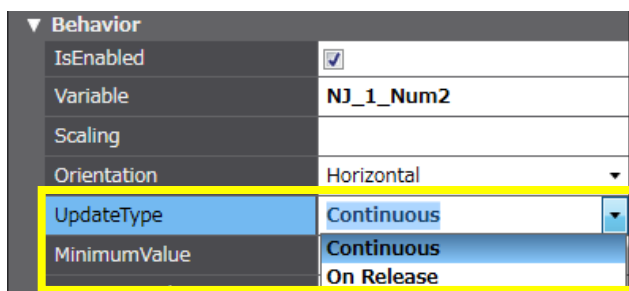 Behavior
IsEnabled
Variable NJ_1_Num2
Scaling
Orientation Horizontal
UpdateType Continuous
MinimumValue Continuous
On Release